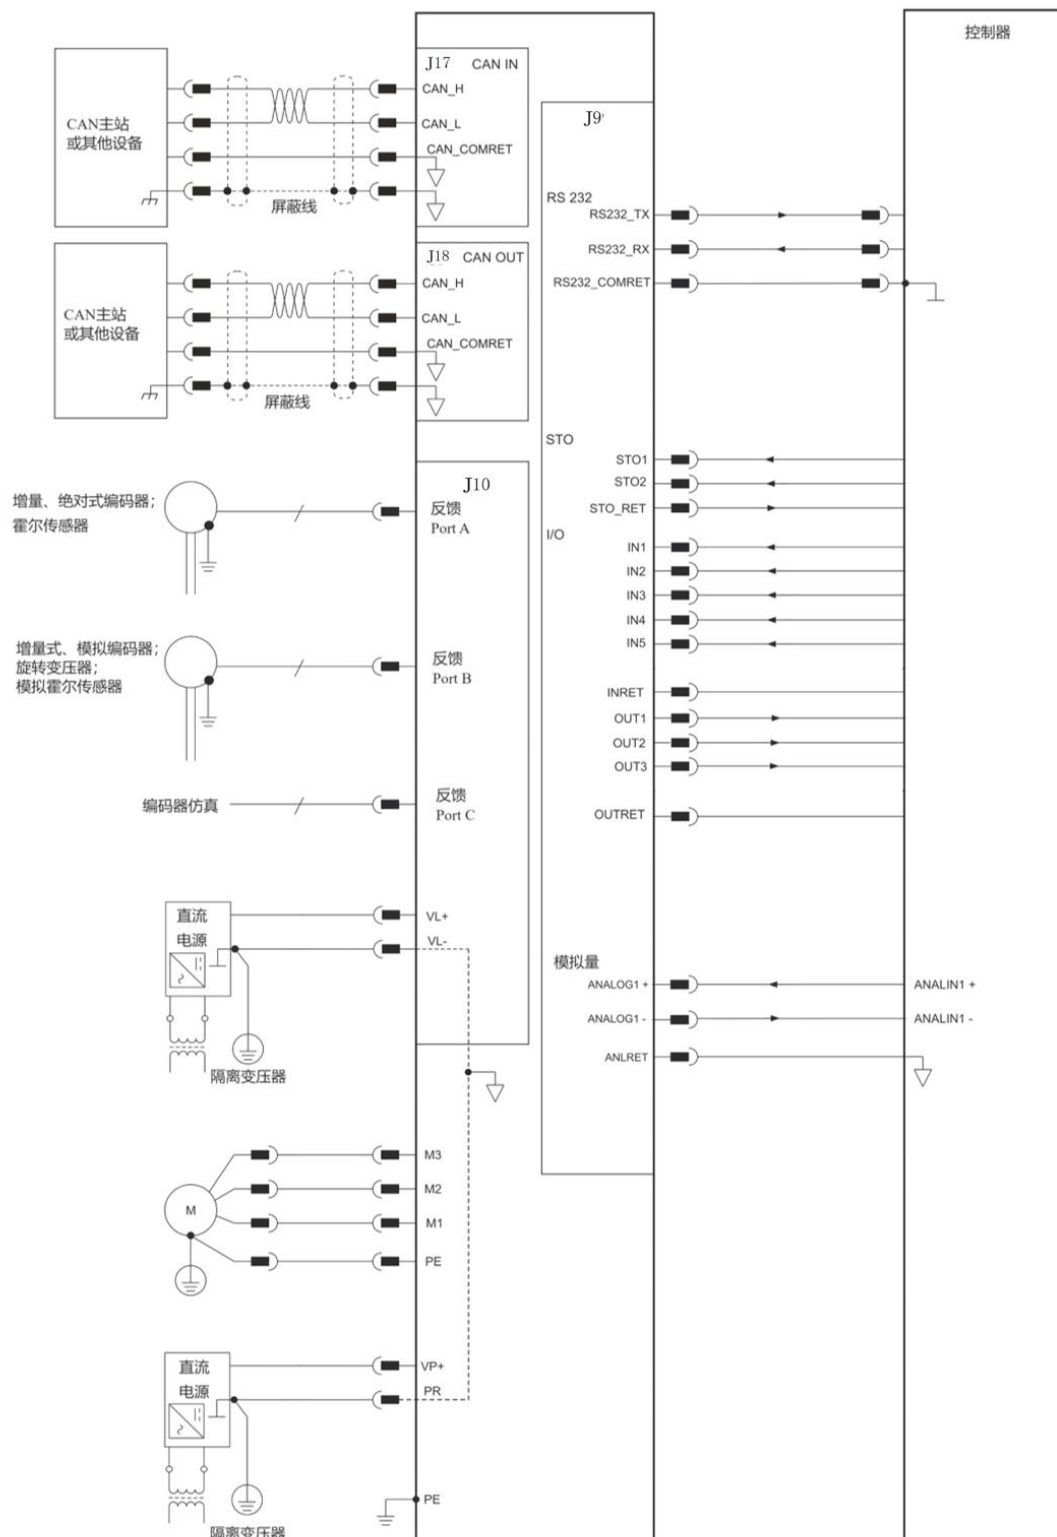 控制器
J17 CAN IN
CAN_H
CAN主站
或其他设备
CAN_L
CAN_COMRET
屏蔽线
J18 CAN OUT
CAN_H
CAN主站
或其他设备
CAN_L
CAN_COMRET
屏蔽线
J10
增量、绝对式编码器；
霍尔传感器
反馈
Port A
增量式、模拟编码器；
旋转变压器；
模拟霍尔传感器
反馈
Port B
编码器仿真
反馈
Port C
直流
电源
VL+
VL-
隔离变压器
M
M3
M2
M1
PE
直流
电源
VP+
PR
隔离变压器
PE
J9'
RS 232
RS232_TX
RS232_RX
RS232_COMRET
STO
STO1
STO2
STO_RET
I/O
IN1
IN2
IN3
IN4
IN5
INRET
OUT1
OUT2
OUT3
OUTRET
模拟量
ANALOG1 +
ANALOG1 -
ANLRET
ANALIN1 +
ANALIN1 -